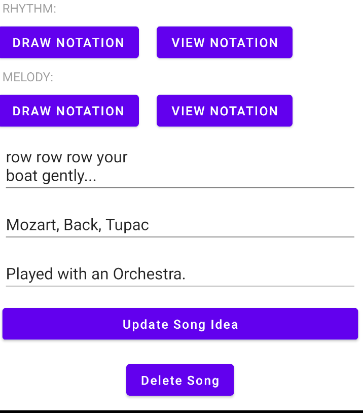 RHYTHM:
DRAW NOTATION VIEW NOTATION
MELODY:
DRAW NOTATION VIEW NOTATION
row row row your
boat gently...
Mozart, Back, Tupac
Played with an Orchestra.
Update Song Idea
Delete Song